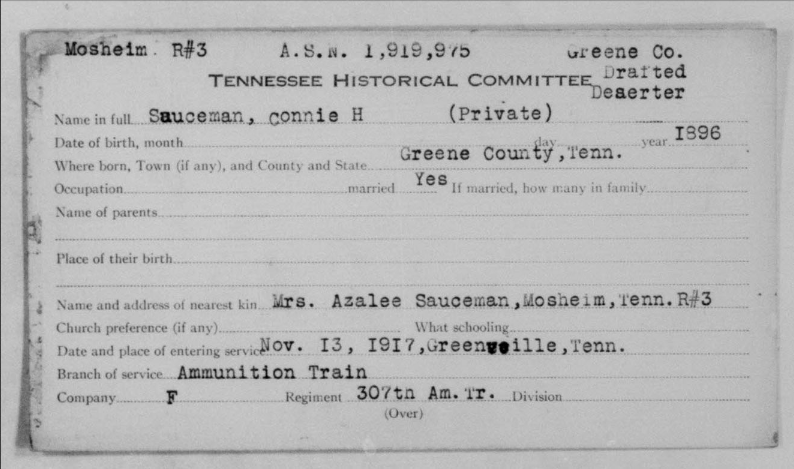 Mosheim R#3 A.S.N. 1,919,975 Greene Co.
TENNESSEE HISTORICAL COMMITTEE Drafted
Deaerter
Name in full Sauceman, Connie H (Private)
Date of birth, month day year 1896
Where born, Town (if any), and County and State Greene County, Tenn.
Occupation married Yes If married, how many in family
Name of parents
Place of their birth
Name and address of nearest kin Mrs. Azalee Sauceman, Mosheim, Tenn. R#3
Church preference (if any) What schooling
Date and place of entering service Nov. 13, 1917, Greenville, Tenn.
Branch of service Ammunition Train
Company F Regiment 307th Am. Tr. Division
(Over)